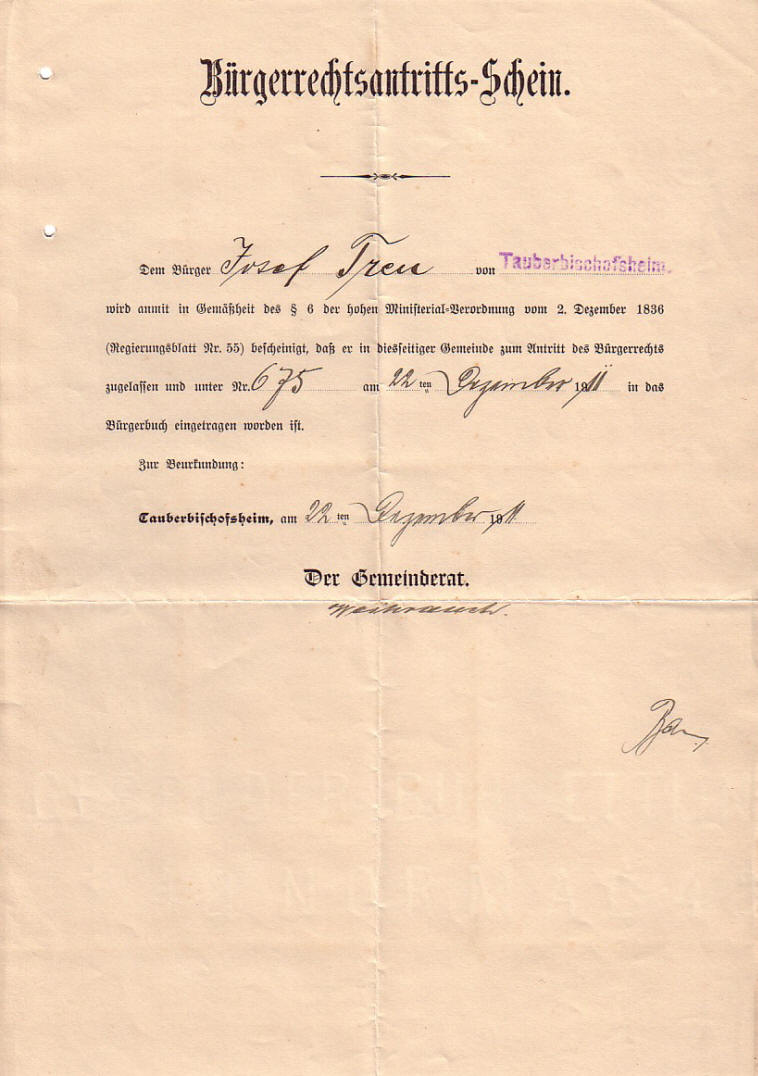 Bürgerrechtsantritts-Schein.
Dem Bürger Josef Treu von Tauberbischofsheim.
wird anmit in Gemäßheit des § 6 der hohen Ministerial-Verordnung vom 2. Dezember 1836
(Regierungsblatt Nr. 55) bescheinigt, daß er in diesseitiger Gemeinde zum Antritt des Bürgerrechts
zugelassen und unter Nr. 675 am 22ten Dezember 1911 in das
Bürgerbuch eingetragen worden ist.
Zur Beurkundung:
Tauberbischofsheim, am 22ten Dezember 1911
Der Gemeinderat.
Weihrauch.